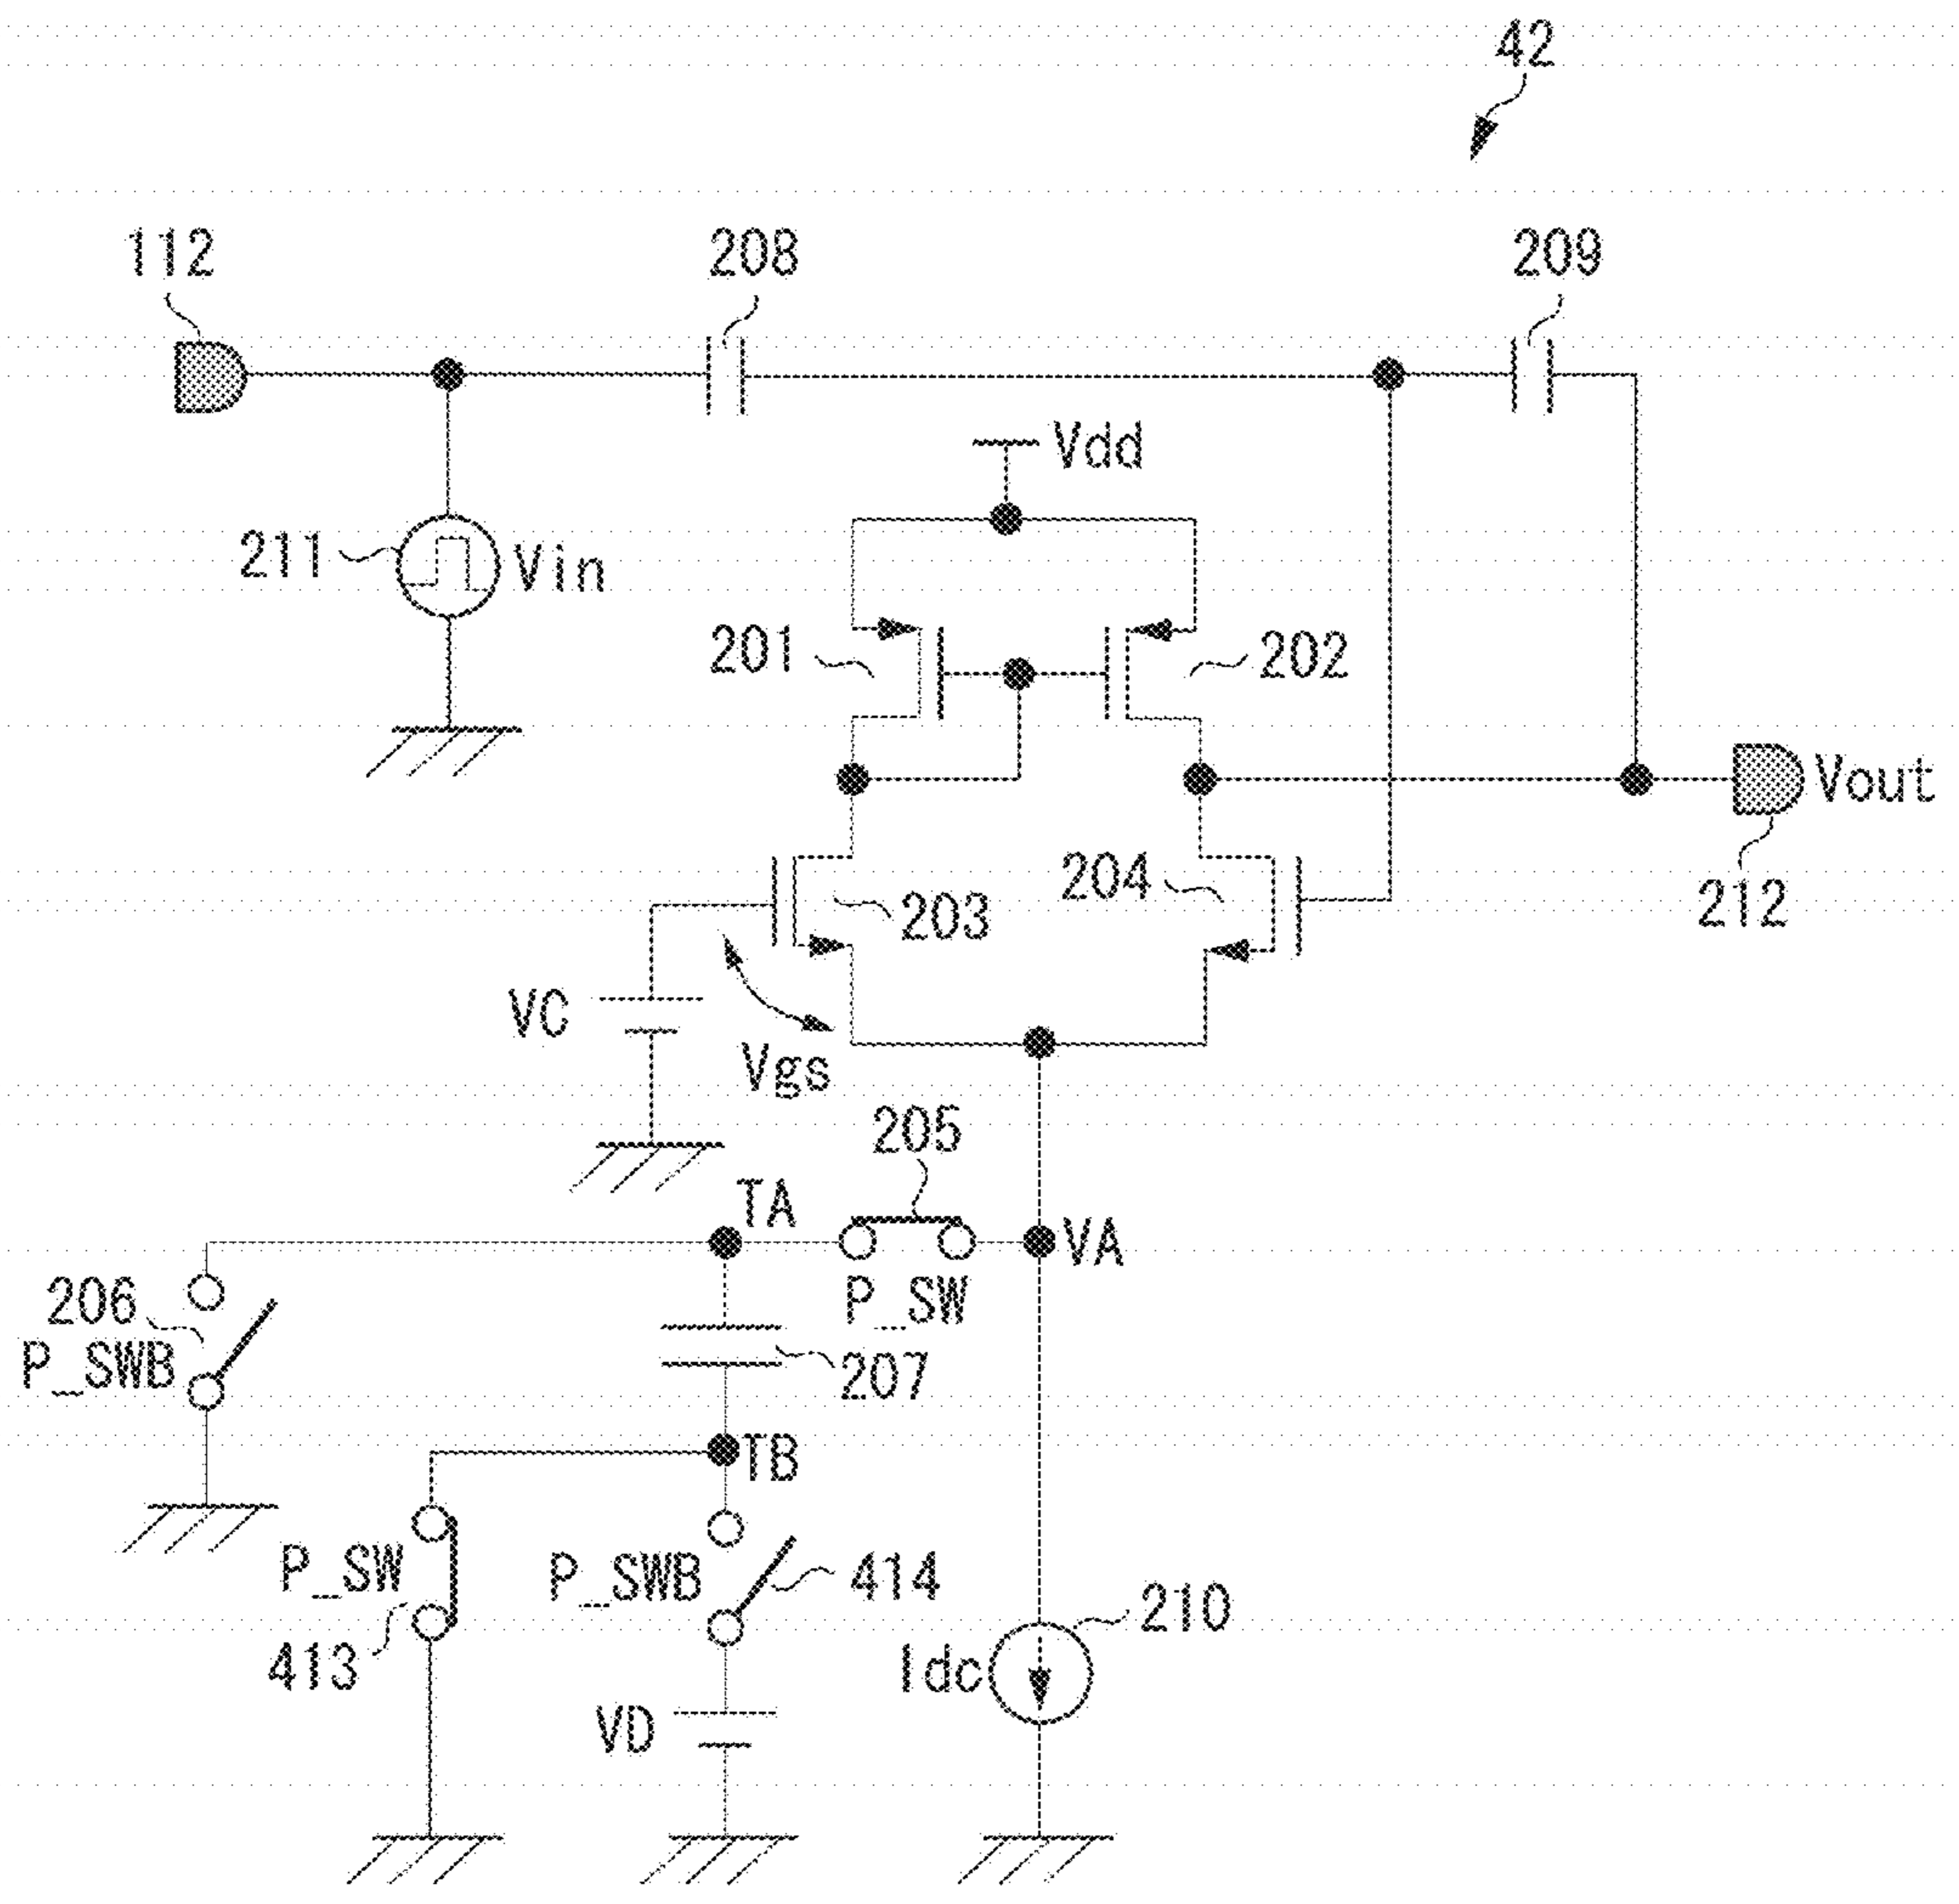 42
112
208
209
Vdd
211
Vin
201
202
Vout
203
204
212
VC
Vgs
205
TA
VA
206
P_SW
P_SWB
207
TB
P_SW
P_SWB
414
210
413
Idc
VD